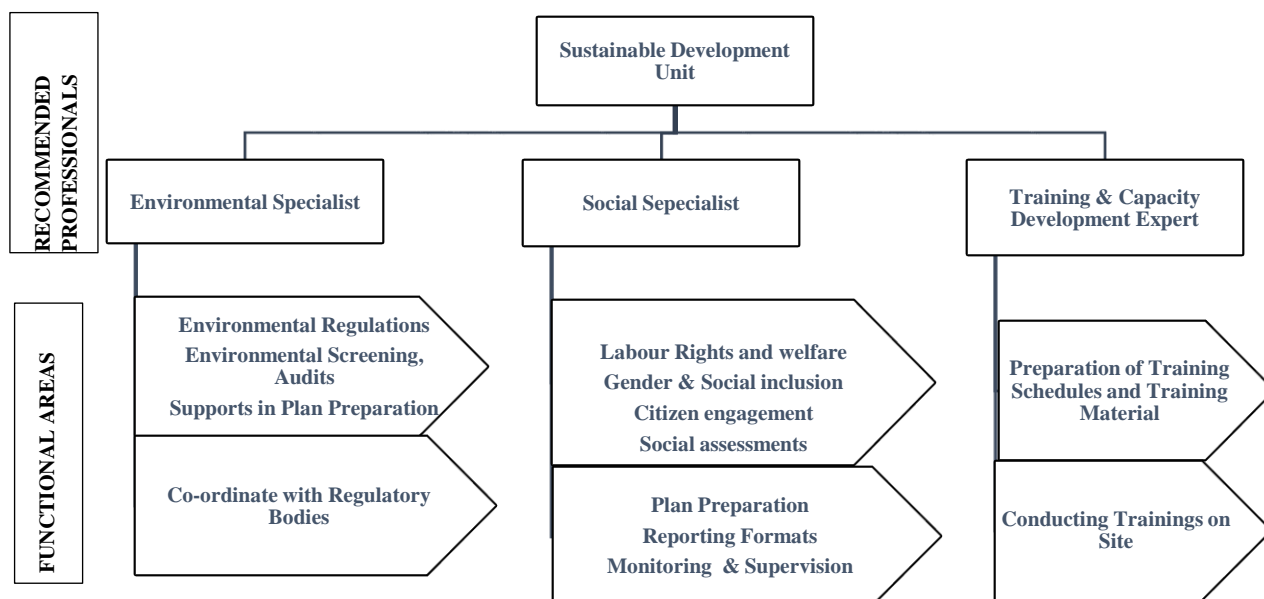 RECOMMENDED
PROFESSIONALS
Sustainable Development
Unit
Environmental Specialist
Social Sepecialist
Training & Capacity
Development Expert
FUNCTIONAL AREAS
Environmental Regulations
Environmental Screening,
Audits
Supports in Plan Preparation
Co-ordinate with Regulatory
Bodies
Labour Rights and welfare
Gender & Social inclusion
Citizen engagement
Social assessments
Plan Preparation
Reporting Formats
Monitoring & Supervision
Preparation of Training
Schedules and Training
Material
Conducting Trainings on
Site